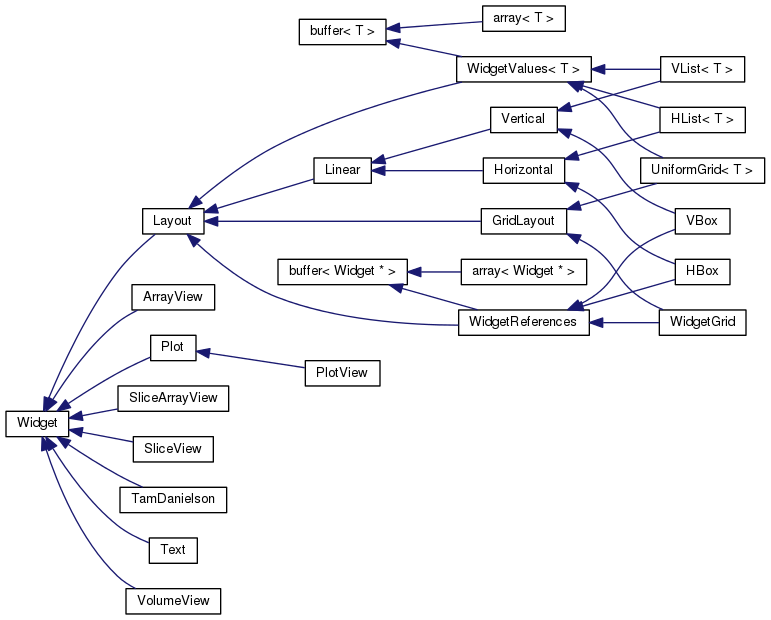 array< T >
buffer< T >
WidgetValues< T >
VList< T >
Vertical
HList< T >
Linear
Horizontal
UniformGrid< T >
Layout
GridLayout
VBox
buffer< Widget * >
array< Widget * >
HBox
ArrayView
WidgetReferences
WidgetGrid
Plot
PlotView
SliceArrayView
Widget
SliceView
TamDanielson
Text
VolumeView